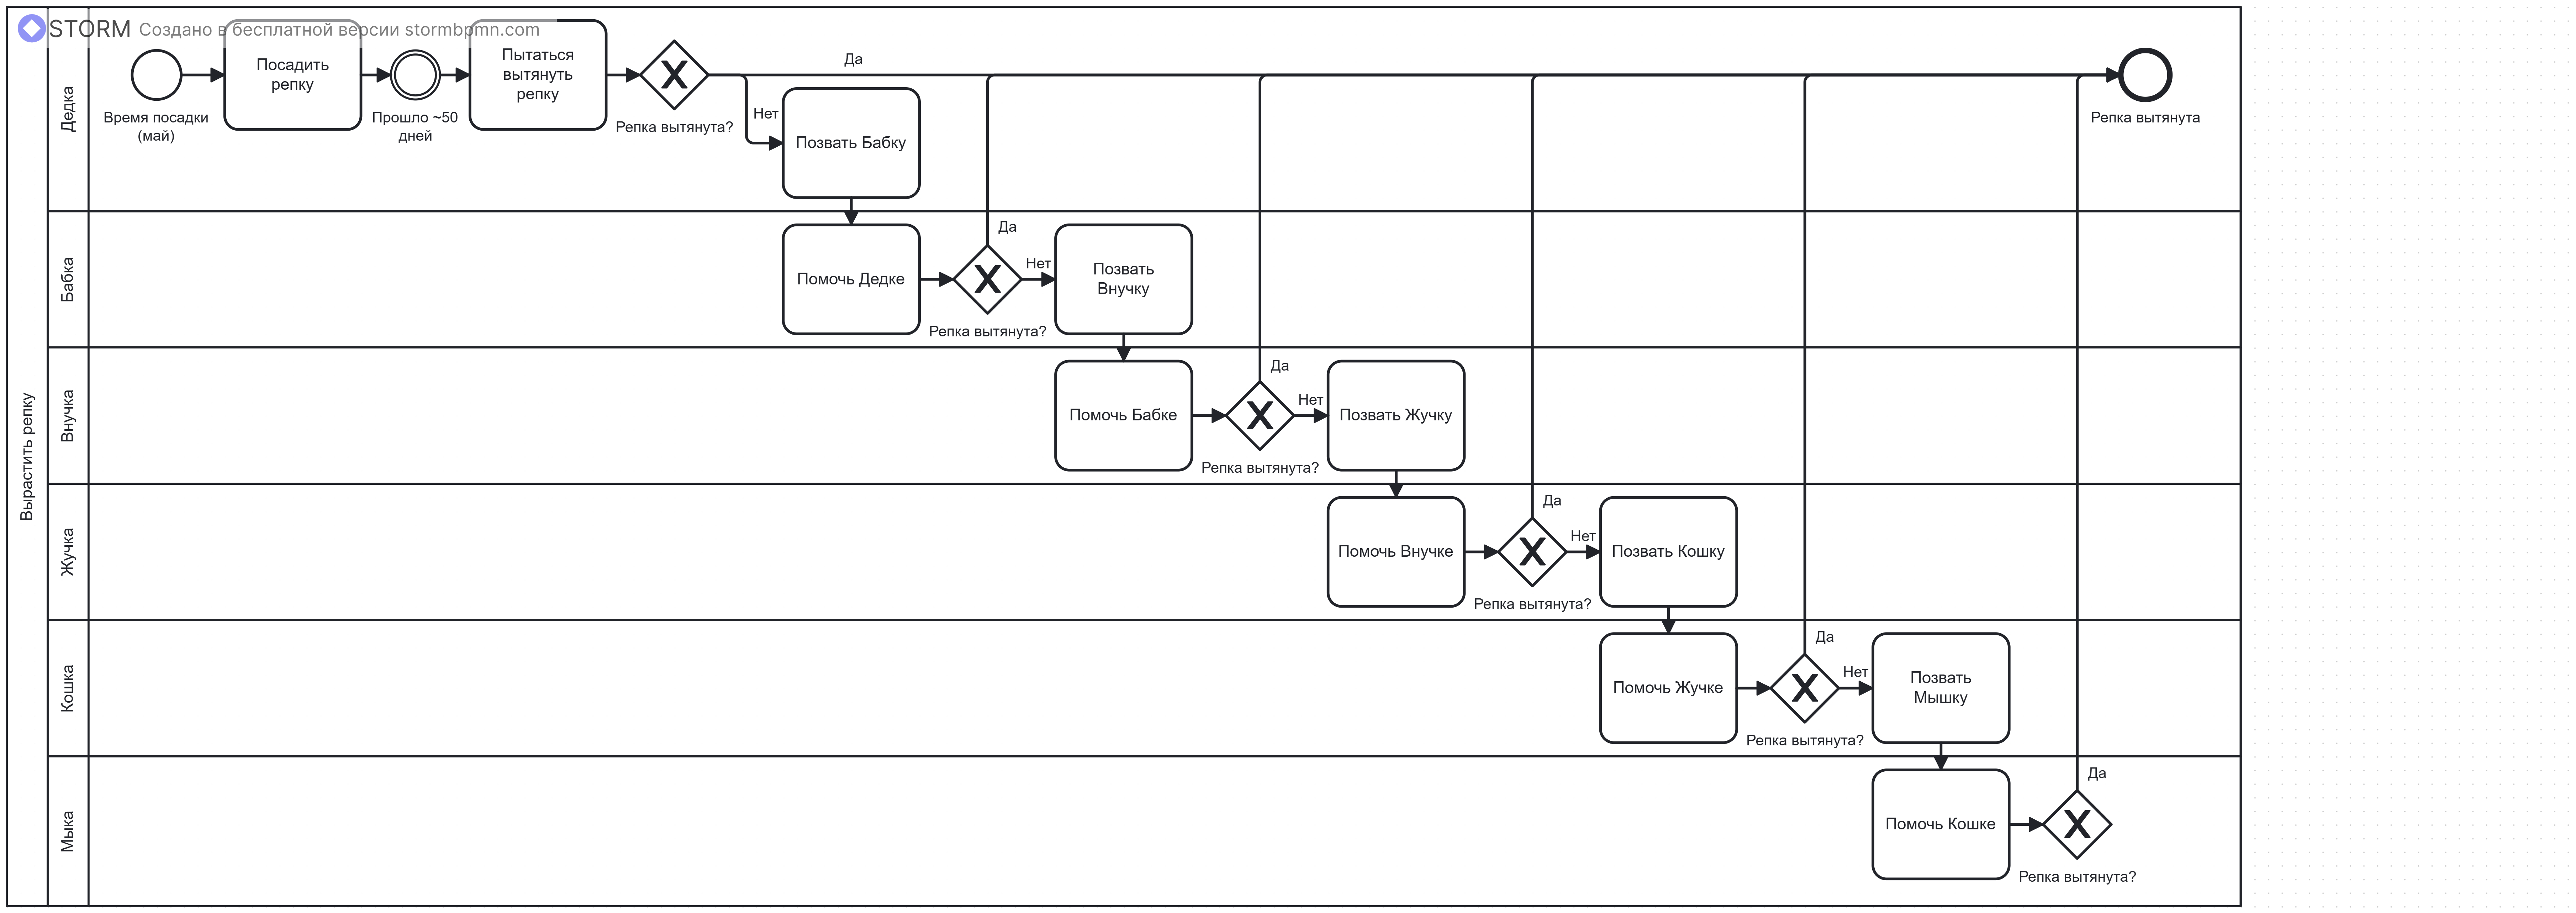 STORM Создано в бесплатной версии stormbpmn.com
Вырастить репку
Дедка
Время посадки
(май)
Посадить
репку
Прошло ~50
дней
Пытаться
вытянуть
репку
Репка вытянута?
Да
Нет
Позвать Бабку
Репка вытянута
Бабка
Помочь Дедке
Репка вытянута?
Да
Нет
Позвать
Внучку
Внучка
Помочь Бабке
Репка вытянута?
Да
Нет
Позвать Жучку
Жучка
Помочь Внучке
Репка вытянута?
Да
Нет
Позвать Кошку
Кошка
Помочь Жучке
Репка вытянута?
Да
Нет
Позвать
Мышку
Мыка
Помочь Кошке
Репка вытянута?
Да